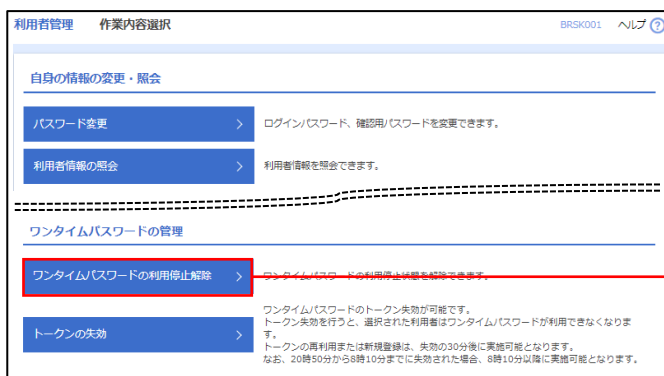 利用者管理 作業内容選択 BRSK001 ヘルプ ?
自身の情報の変更・照会
パスワード変更 > ログインパスワード、確認用パスワードを変更できます。
利用者情報の照会 > 利用者情報を照会できます。
ワンタイムパスワードの管理
ワンタイムパスワードの利用停止解除 > ワンタイムパスワードの利用停止状態を解除できます。
ワンタイムパスワードのトークン失効が可能です。
トークン失効を行うと、選択された利用者はワンタイムパスワードが利用できなくなりま
トークンの失効 > す。
トークンの再利用または新規登録は、失効の30分後に実施可能となります。
なお、20時50分から8時10分までに失効された場合、8時10分以降に実施可能となります。